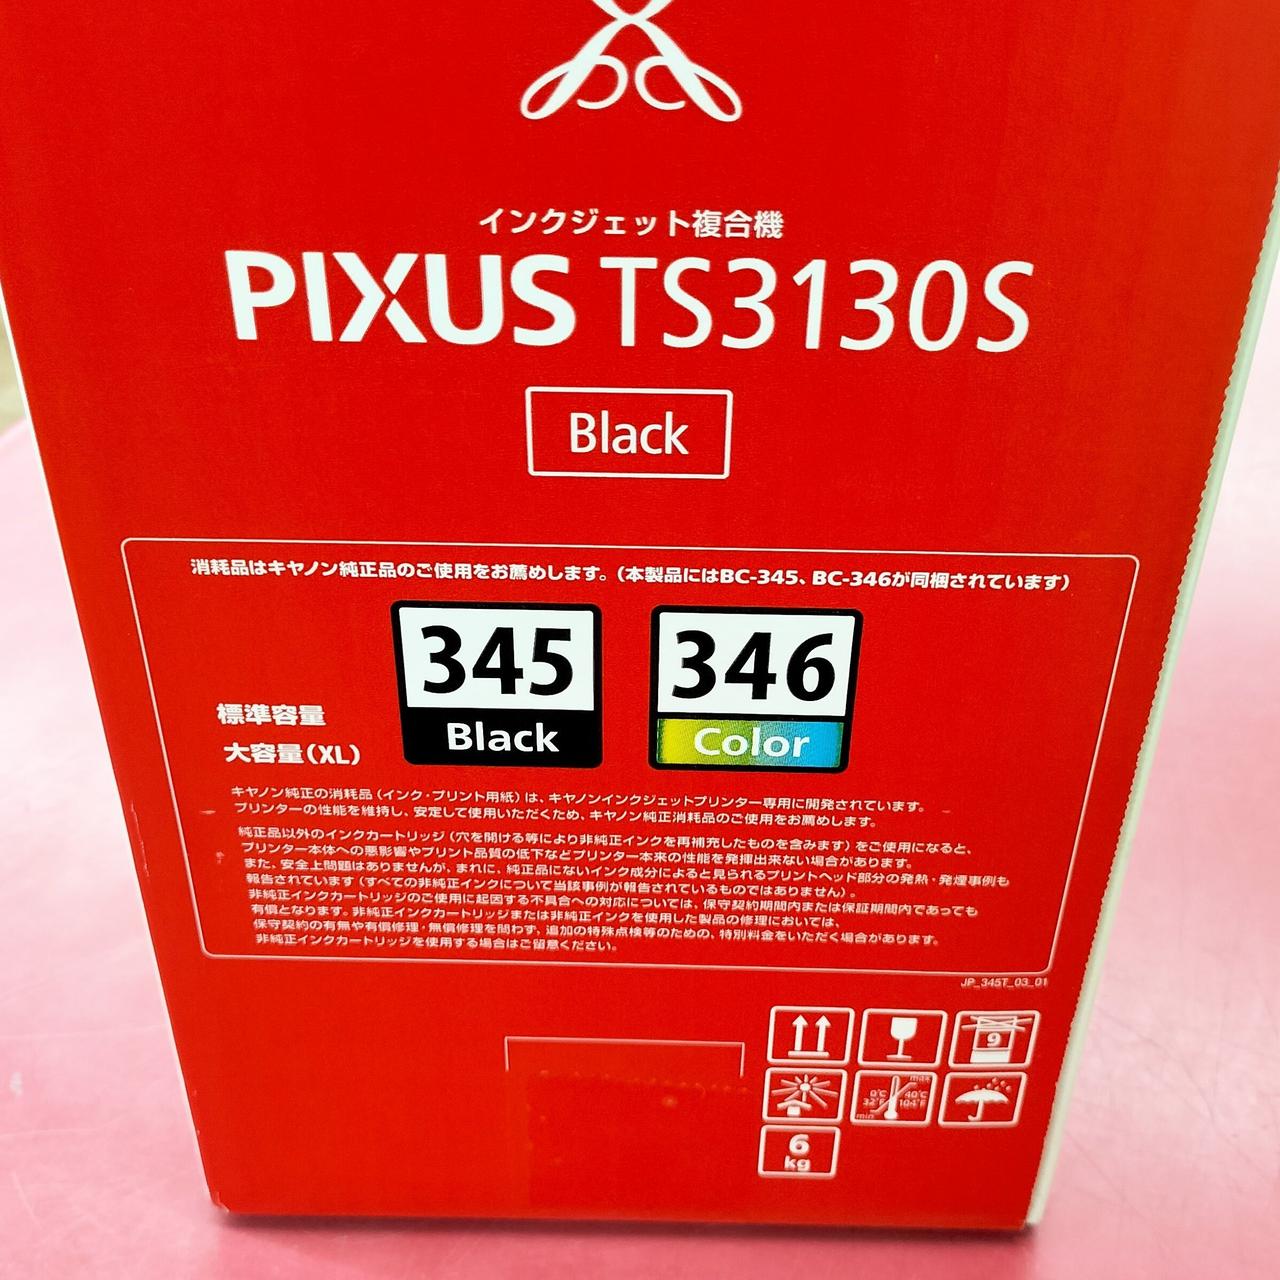 インクジェット複合機
PIXUS TS3130S
Black
消耗品はキヤノン純正品のご使用をお薦めします。(本製品にはBC-345、BC-346が同梱されています)
345 346
Black Color
標準容量
大容量(XL)
キヤノン純正の消耗品(インク・プリント用紙)は、キヤノンインクジェットプリンター専用に開発されています。
プリンターの性能を維持し、安定して使用いただくため、キヤノン純正消耗品のご使用をお薦めします。
純正品以外のインクカートリッジ(穴を開ける等により非純正インクを再補充したものを含みます)をご使用になると、
プリンター本体への悪影響やプリント品質の低下などプリンター本来の性能を発揮出来ない場合があります。
また、安全上問題はありませんが、まれに、純正品にないインク成分によると見られるプリントヘッド部分の発熱・発煙事例も
報告されています(すべての非純正インクについて当該事例が報告されているものではありません)。
非純正インクカートリッジのご使用に起因する不具合への対応については、保守契約期間内または保証期間内であっても
有償となります。非純正インクカートリッジまたは非純正インクを使用した製品の修理においては、
保守契約の有無や有償修理・無償修理を問わず、追加の特殊点検等のための、特別料金をいただく場合があります。
非純正インクカートリッジを使用する場合はご留意ください。
JP_345T_03_01
9
max
0℃ 40℃
32°F 104°F
min
6
kg